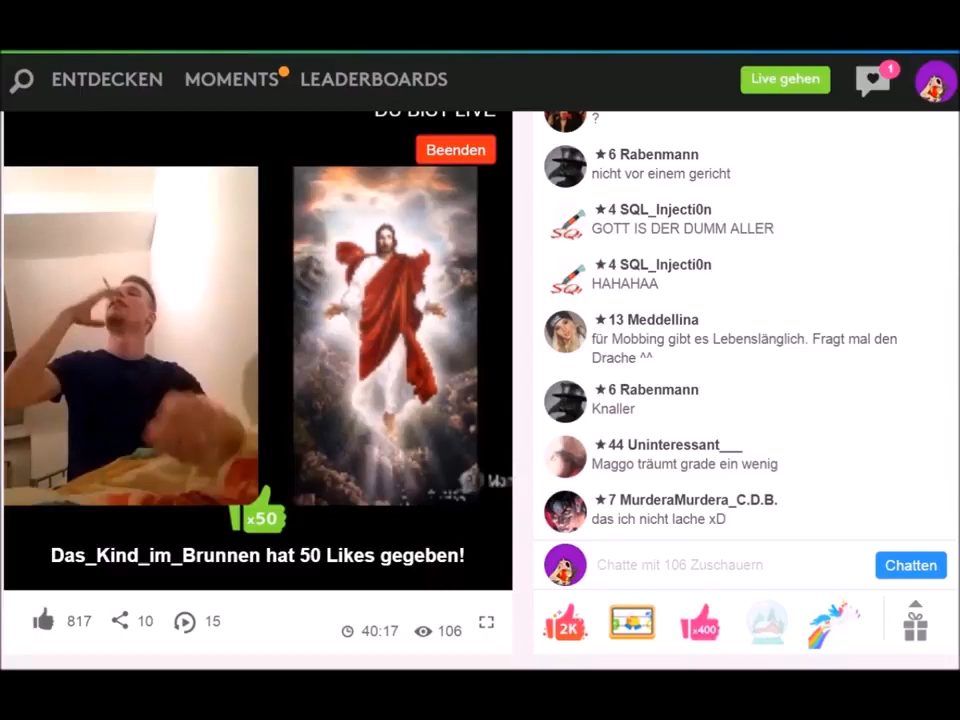 ENTDECKEN MOMENTS LEADERBOARDS Live gehen 1
DU BIST LIVE
Beenden
x50
Das_Kind_im_Brunnen hat 50 Likes gegeben!
817 10 15
40:17 106
?
★6 Rabenmann
nicht vor einem gericht
★4 SQL_Injecti0n
GOTT IS DER DUMM ALLER
★4 SQL_Injecti0n
HAHAHAA
★13 Meddellina
für Mobbing gibt es Lebenslänglich. Fragt mal den
Drache ^^
★6 Rabenmann
Knaller
★44 Uninteressant___
Maggo träumt grade ein wenig
★7 MurderaMurdera_C.D.B.
das ich nicht lache xD
Chatte mit 106 Zuschauern
Chatten
2K
x400